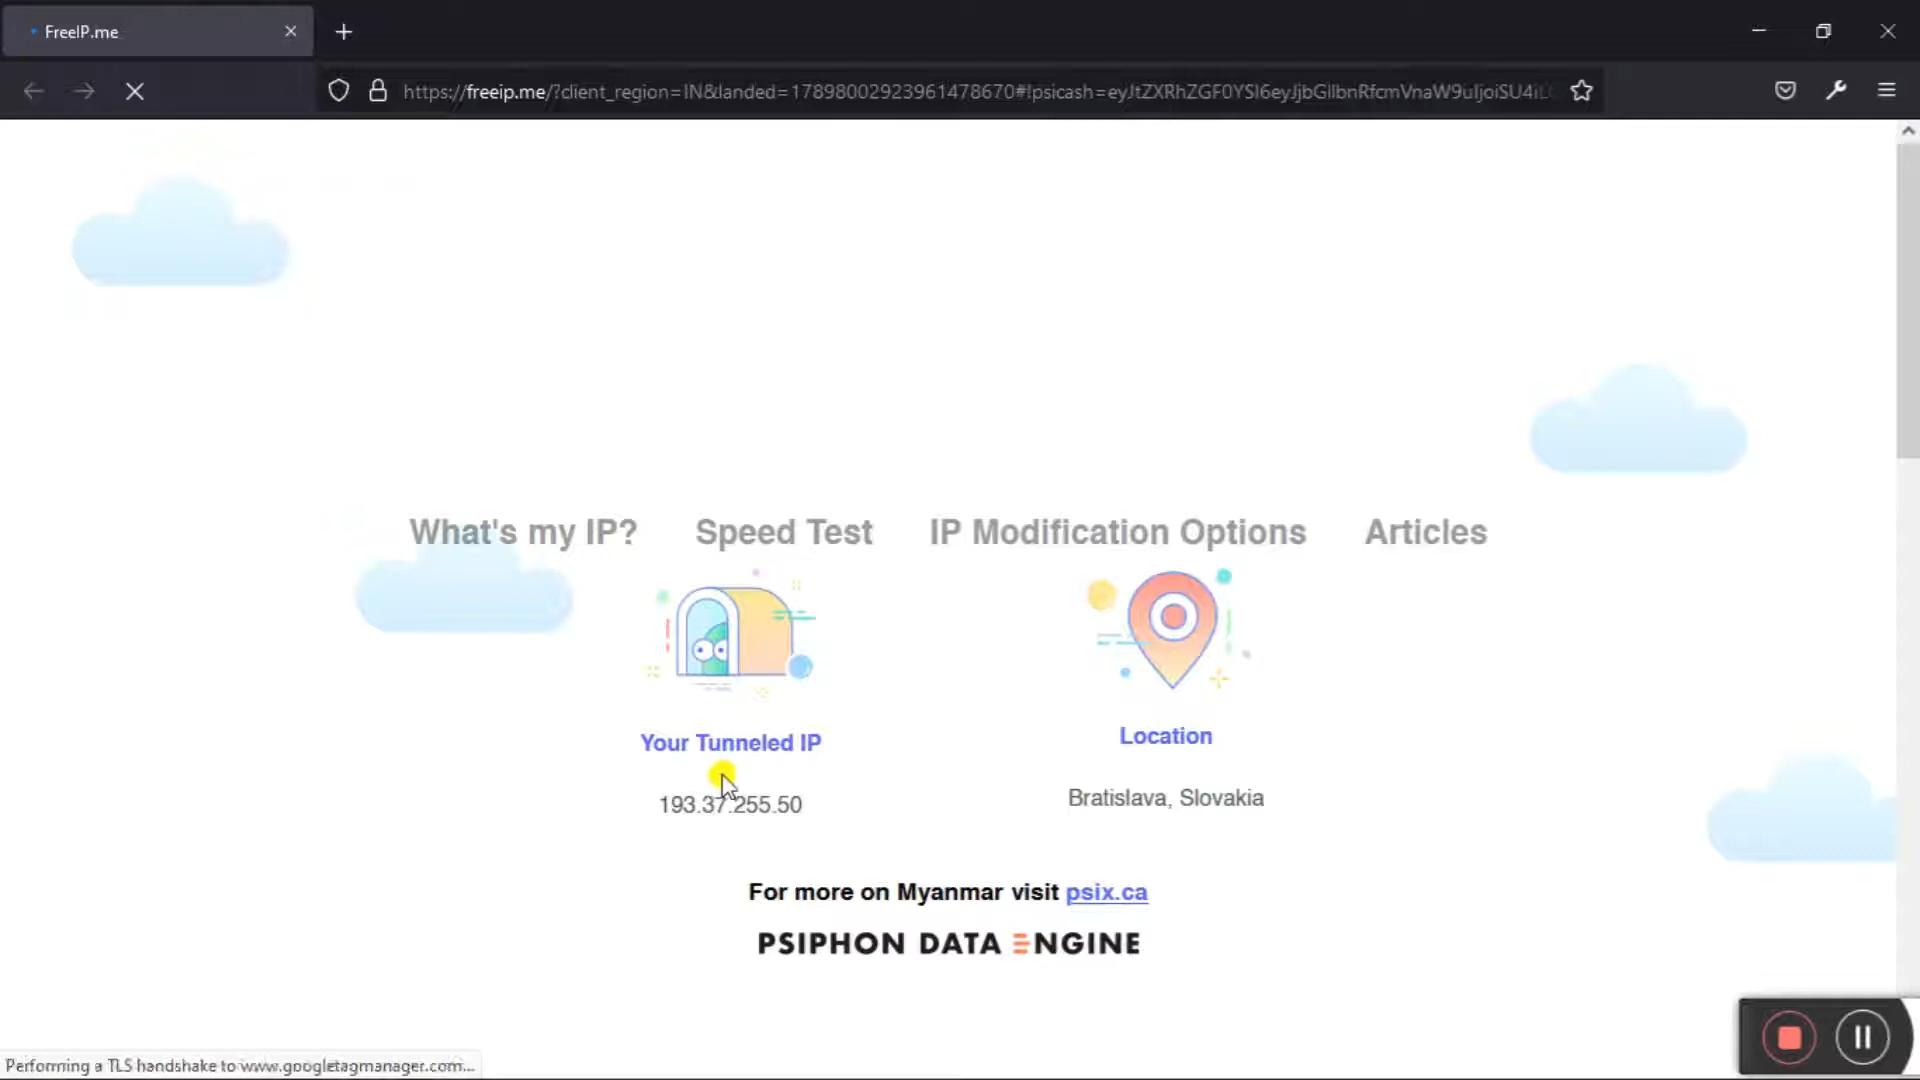 FreeIP.me
https://freeip.me/?client_region=IN&landed=17898002923961478670#!psicash=eyJtZXRhZGF0YSI6eyJjbGllbnRfcmVnaW9uIjoiSU4iLC
What's my IP? Speed Test IP Modification Options Articles
Your Tunneled IP
Location
193.37.255.50
Bratislava, Slovakia
For more on Myanmar visit psix.ca
PSIPHON DATA ENGINE
Performing a TLS handshake to www.googletagmanager.com...